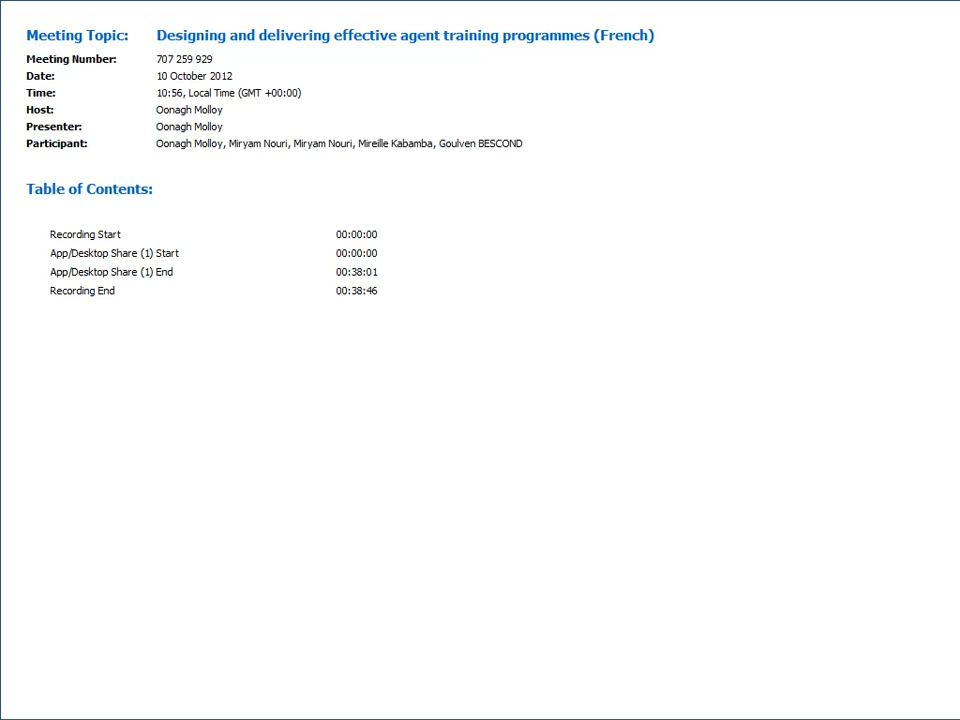 Meeting Topic: Designing and delivering effective agent training programmes (French)
Meeting Number: 707 259 929
Date: 10 October 2012
Time: 10:56, Local Time (GMT +00:00)
Host: Oonagh Molloy
Presenter: Oonagh Molloy
Participant: Oonagh Molloy, Miryam Nouri, Miryam Nouri, Mireille Kabamba, Goulven BESCOND
Table of Contents:
Recording Start 00:00:00
App/Desktop Share (1) Start 00:00:00
App/Desktop Share (1) End 00:38:01
Recording End 00:38:46